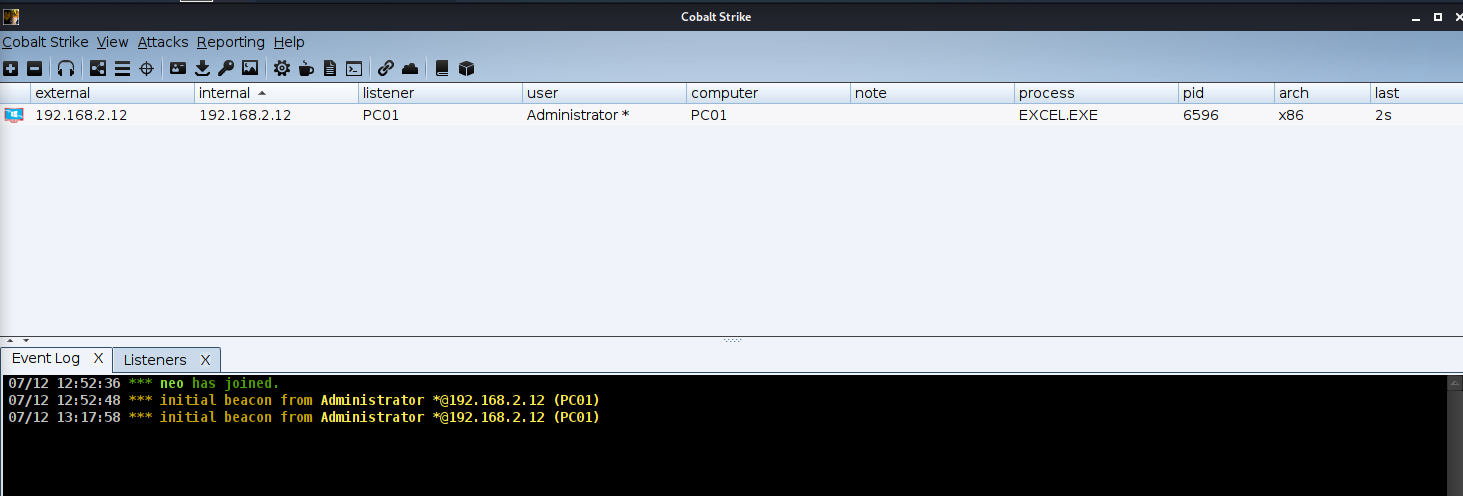 Cobalt Strike
Cobalt Strike View Attacks Reporting Help
external internal listener user computer note process pid arch last
192.168.2.12 192.168.2.12 PC01 Administrator * PC01 EXCEL.EXE 6596 x86 2s
Event Log X Listeners X
07/12 12:52:36 *** neo has joined.
07/12 12:52:48 *** initial beacon from Administrator *@192.168.2.12 (PC01)
07/12 13:17:58 *** initial beacon from Administrator *@192.168.2.12 (PC01)